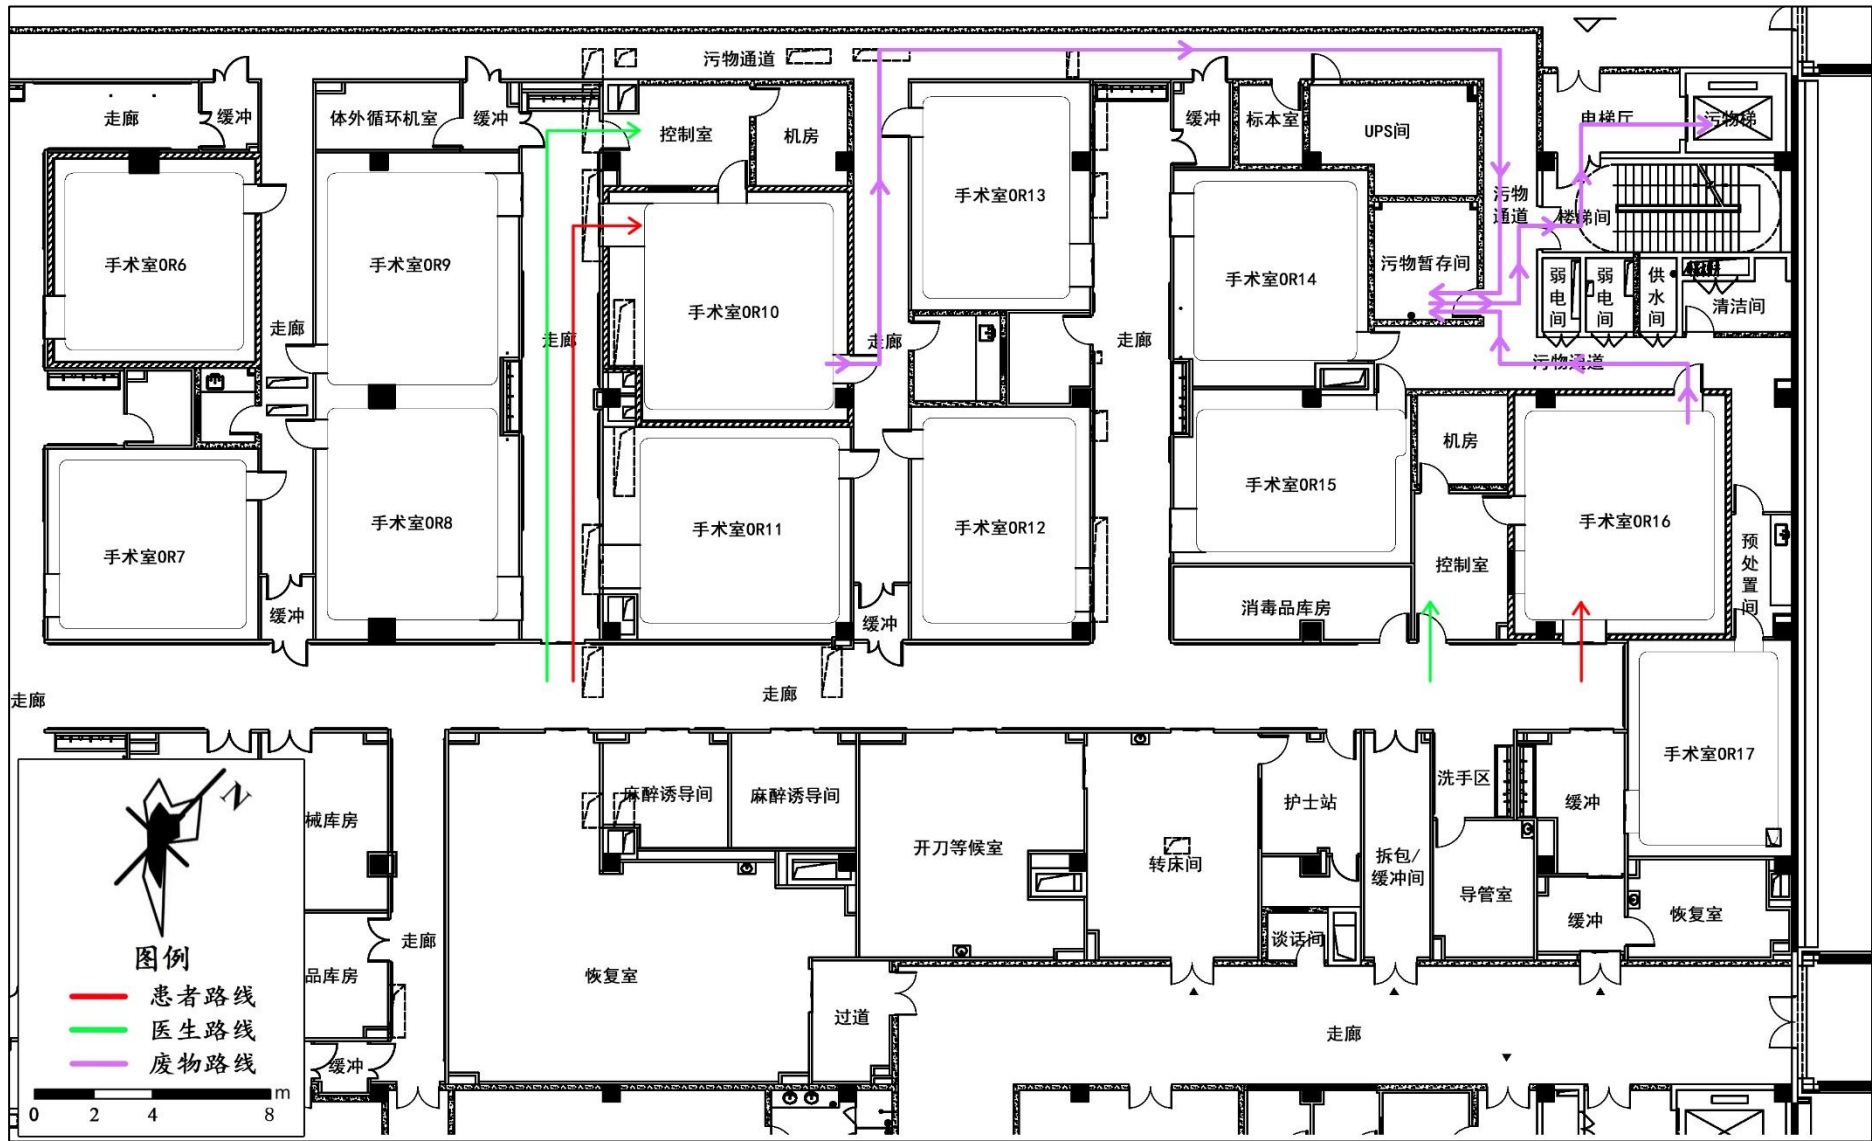 污物通道
走廊
缓冲
体外循环机室
缓冲
控制室
机房
缓冲
标本室
UPS间
电梯厅
污物梯
手术室OR6
手术室OR9
手术室OR10
手术室OR13
手术室OR14
污物
通道
楼梯间
污物暂存间
弱电间
弱电间
供水间
清洁间
走廊
走廊
走廊
走廊
污物通道
手术室OR7
手术室OR8
手术室OR11
手术室OR12
手术室OR15
机房
手术室OR16
控制室
预处置间
消毒品库房
缓冲
缓冲
走廊
走廊
手术室OR17
械库房
麻醉诱导间
麻醉诱导间
开刀等候室
转床间
护士站
拆包/
缓冲间
洗手区
导管室
缓冲
缓冲
恢复室
谈话间
品库房
走廊
恢复室
过道
走廊
缓冲
N
图例
患者路线
医生路线
废物路线
m
0 2 4 8